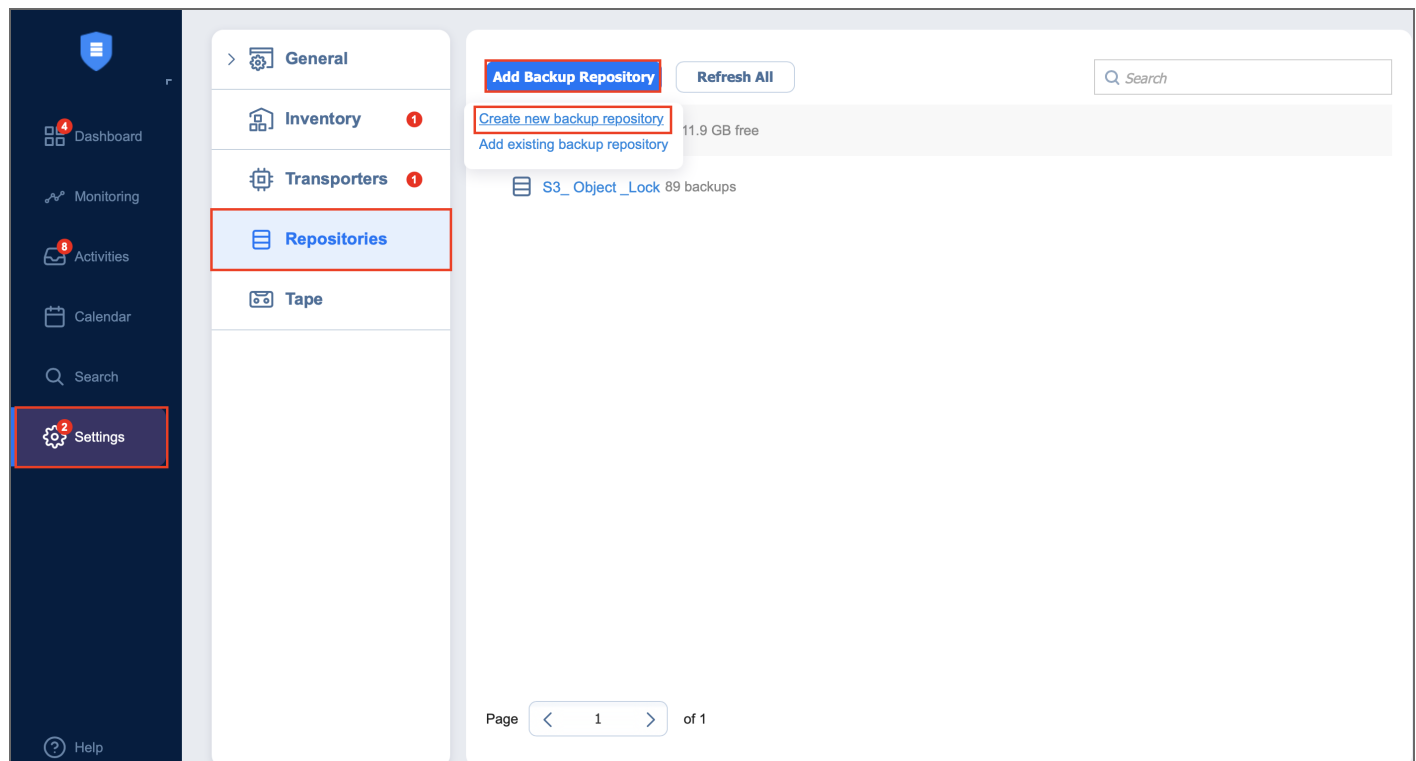 4
Dashboard
Monitoring
8
Activities
Calendar
Search
2
Settings
Help
General
Inventory 1
Transporters 1
Repositories
Tape
Add Backup Repository Refresh All Search
Create new backup repository 11.9 GB free
Add existing backup repository
S3_ Object _Lock 89 backups
Page 1 of 1